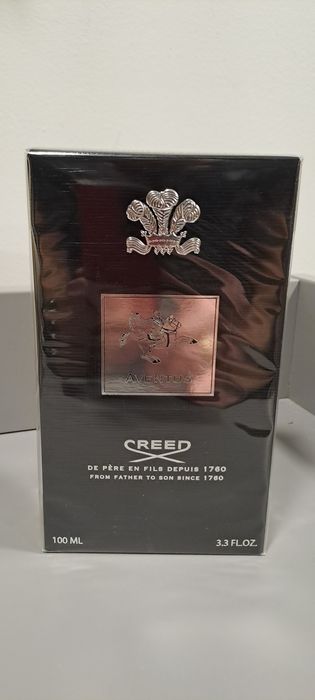 AVENTUS
CREED
DE PÈRE EN FILS DEPUIS 1760
FROM FATHER TO SON SINCE 1760
100 ML
3.3 FL.OZ.